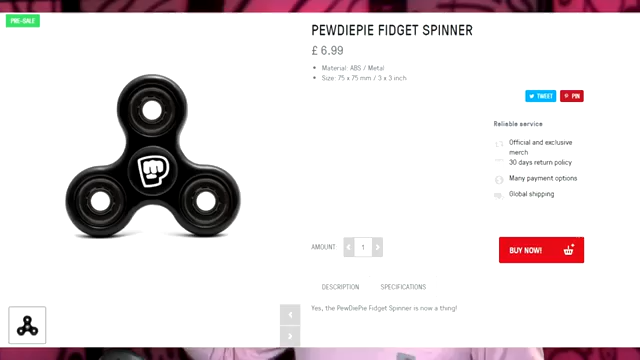 PRE-SALE
PEWDIEPIE FIDGET SPINNER
£ 6.99
Material: ABS / Metal
Size: 75 x 75 mm / 3 x 3 inch
TWEET
PIN
Reliable service
Official and exclusive
merch
30 days return policy
Many payment options
Global shipping
AMOUNT
1
BUY NOW!
DESCRIPTION
SPECIFICATIONS
Yes, the PewDiePie Fidget Spinner is now a thing!